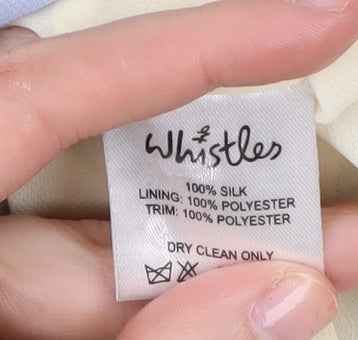 Whistles
100% SILK
LINING: 100% POLYESTER
TRIM: 100% POLYESTER
DRY CLEAN ONLY